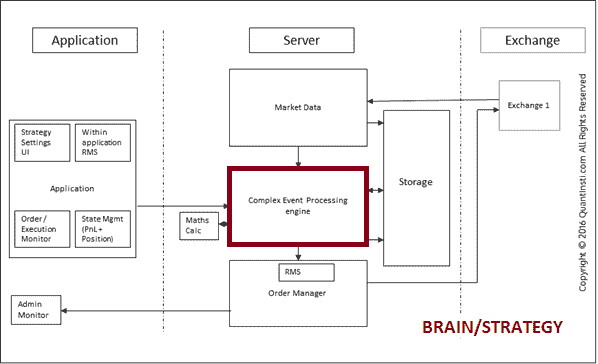 Application
Server
Exchange
Market Data
Exchange 1
Strategy
Settings
UI
Within
application
RMS
Application
Order /
Execution
Monitor
State Mgmt
(PnL+
Position)
Complex Event Processing
engine
Maths
Calc
Storage
RMS
Order Manager
Admin
Monitor
BRAIN/STRATEGY
Copyright © 2016 QuantInsti.com All Rights Reserved